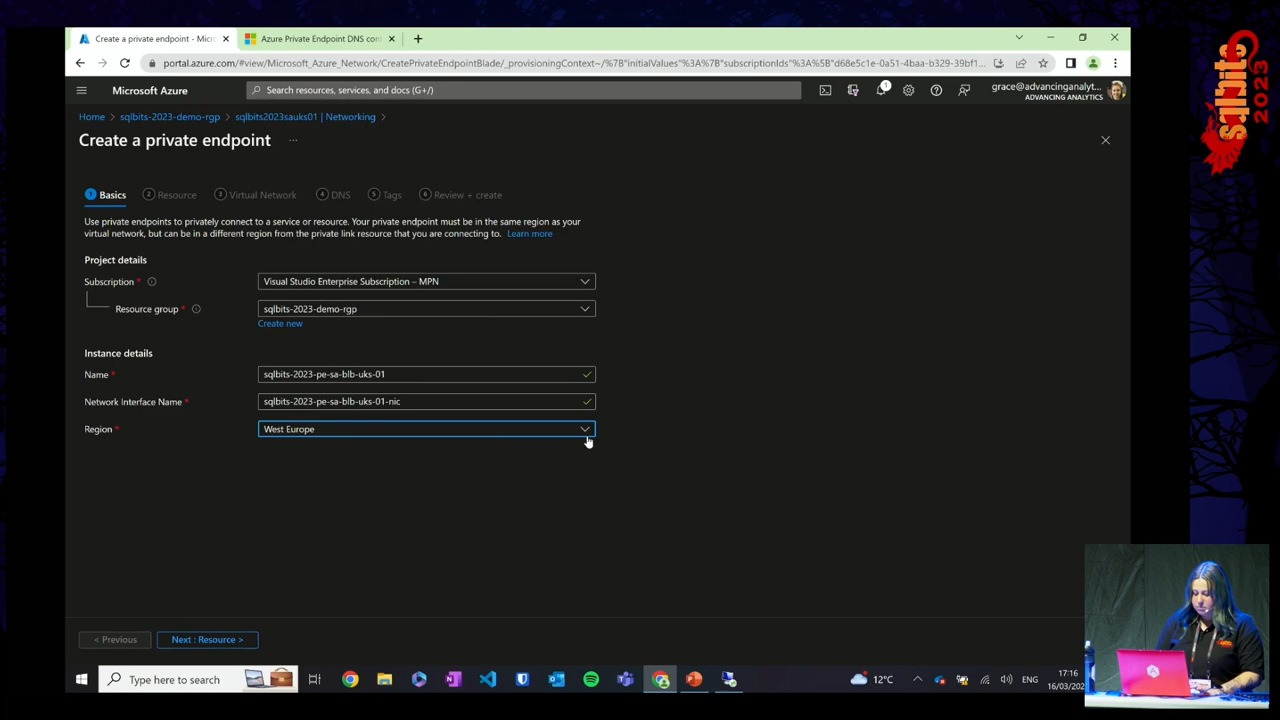 Create a private endpoint - Micr
Azure Private Endpoint DNS con
portal.azure.com/#view/Microsoft_Azure_Network/CreatePrivateEndpointBlade/_provisioningContext~/%7B"initialValues"%3A%7B"subscriptionIds"%3A%5B"d68e5c1e-0a51-4baa-b329-39bf1...
Microsoft Azure
Search resources, services, and docs (G+/)
1
grace@advancinganalyt...
ADVANCING ANALYTICS
Home > sqlbits-2023-demo-rgp > sqlbits2023sauks01 | Networking >
Create a private endpoint ...
1 Basics
2 Resource
3 Virtual Network
4 DNS
5 Tags
6 Review + create
Use private endpoints to privately connect to a service or resource. Your private endpoint must be in the same region as your
virtual network, but can be in a different region from the private link resource that you are connecting to. Learn more
Project details
Subscription *
Visual Studio Enterprise Subscription – MPN
Resource group *
sqlbits-2023-demo-rgp
Create new
Instance details
Name *
sqlbits-2023-pe-sa-blb-uks-01
Network Interface Name *
sqlbits-2023-pe-sa-blb-uks-01-nic
Region *
West Europe
< Previous
Next : Resource >
Type here to search
12°C
ENG
17:16
16/03/202
sqlbits
2023